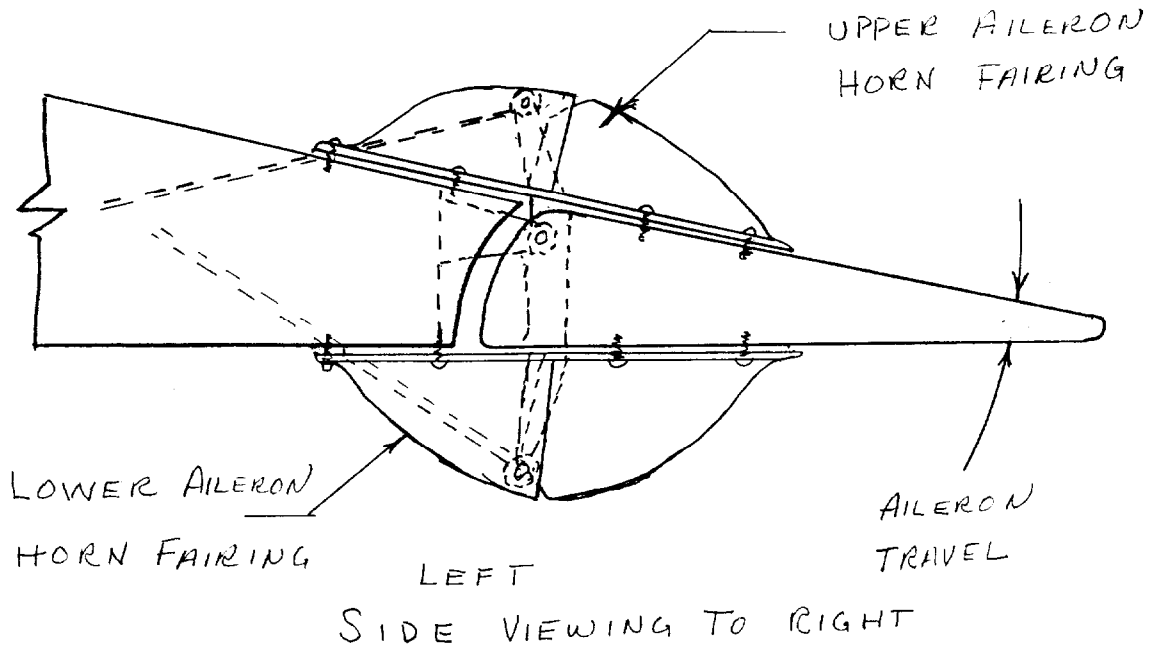 UPPER AILERON
HORN FAIRING
LOWER AILERON
HORN FAIRING
AILERON
TRAVEL
LEFT
SIDE VIEWING TO RIGHT